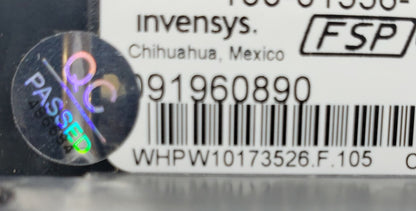 invensys.
FSP
Chihuahua, Mexico
091960890
WHPW10173526.F.105
QC
PASSED